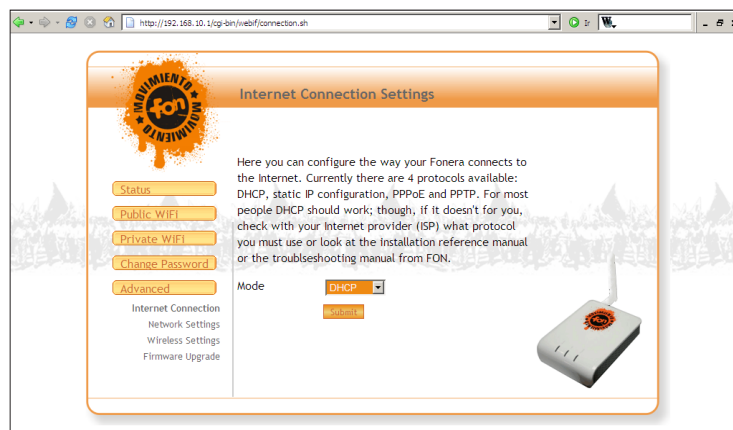 http://192.168.10.1/cgi-bin/webif/connection.sh
MOVIMIENTO MOVIMIENTO
fon
Internet Connection Settings
Here you can configure the way your Fonera connects to
the Internet. Currently there are 4 protocols available:
DHCP, static IP configuration, PPPoE and PPTP. For most
people DHCP should work; though, if it doesn't for you,
check with your Internet provider (ISP) what protocol
you must use or look at the installation reference manual
or the troublseshooting manual from FON.
Status
Public WiFI
Private WIFI
Change Password
Advanced
Internet Connection
Network Settings
Wireless Settings
Firmware Upgrade
Mode
DHCP
Submit